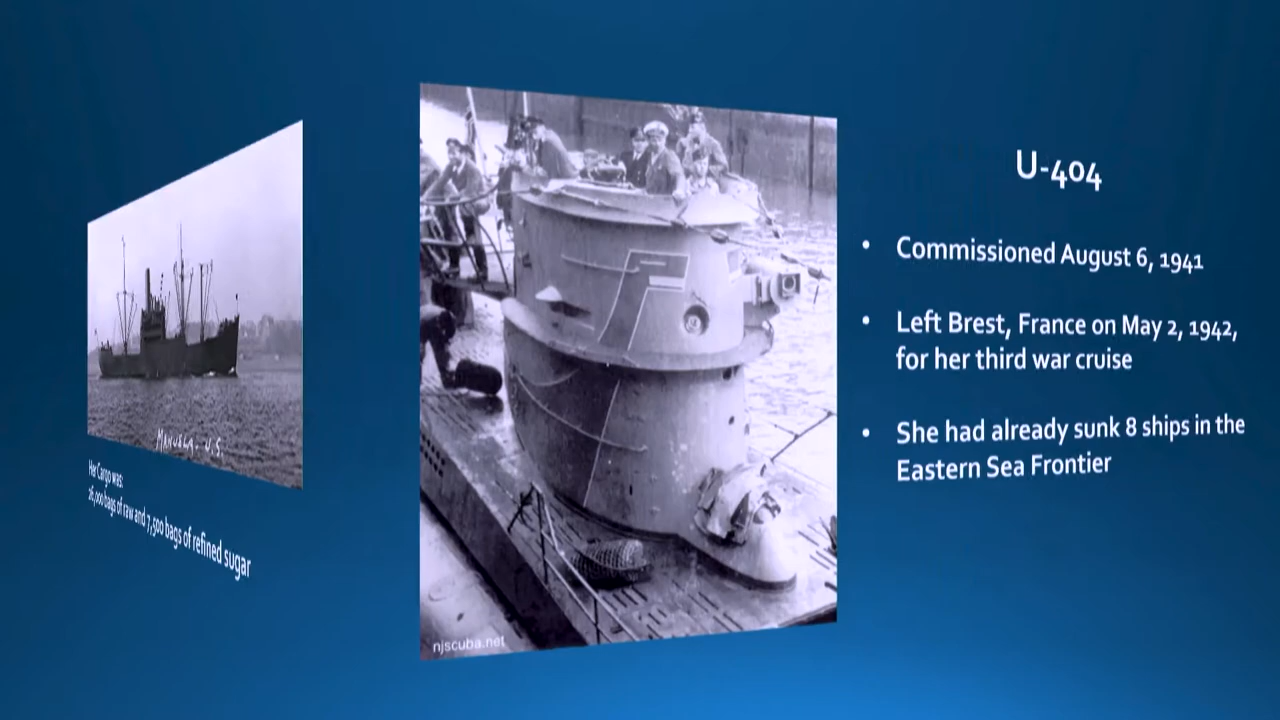 MANUELA - U.S.
Her Cargo was:
26,000 bags of raw and 7,500 bags of refined sugar
njscuba.net
U-404
• Commissioned August 6, 1941
• Left Brest, France on May 2, 1942,
for her third war cruise
• She had already sunk 8 ships in the
Eastern Sea Frontier